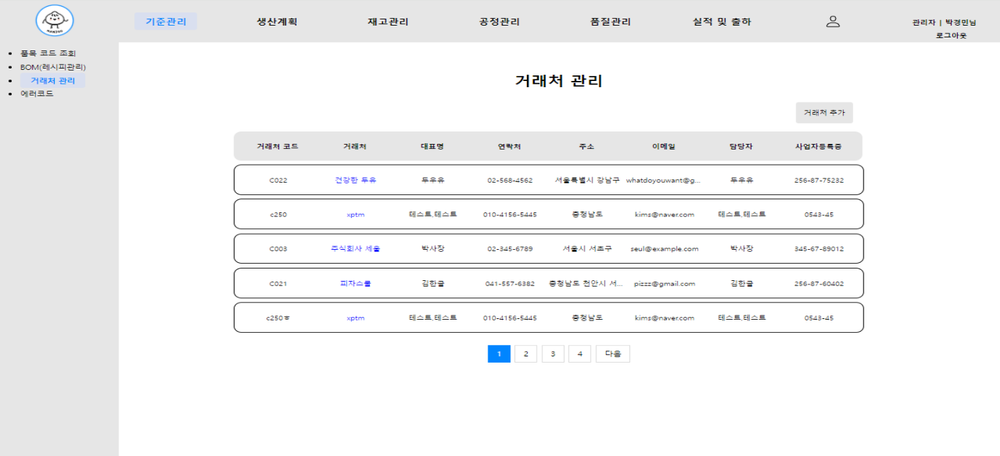 기준관리 생산계획 재고관리 공정관리 품질관리 실적 및 출하
관리자 | 박경민님
로그아웃
품목 코드 조회
BOM(레시피관리)
거래처 관리
에러코드
거래처 관리
거래처 추가
거래처 코드 거래처 대표명 연락처 주소 이메일 담당자 사업자등록증
C022 건강한 두유 두우유 02-568-4562 서울특별시 강남구 whatdoyouwant@g... 두우유 256-87-75232
c250 xptm 테스트,테스트 010-4156-5445 충청남도 kims@naver.com 테스트,테스트 0543-45
C003 주식회사 세울 박사장 02-345-6789 서울시 서초구 seul@example.com 박사장 345-67-89012
C021 피자스쿨 김한글 041-557-6382 충청남도 천안시 서... pizzz@gmail.com 김한글 256-87-60402
c250ㅎ xptm 테스트,테스트 010-4156-5445 충청남도 kims@naver.com 테스트,테스트 0543-45
1 2 3 4 다음